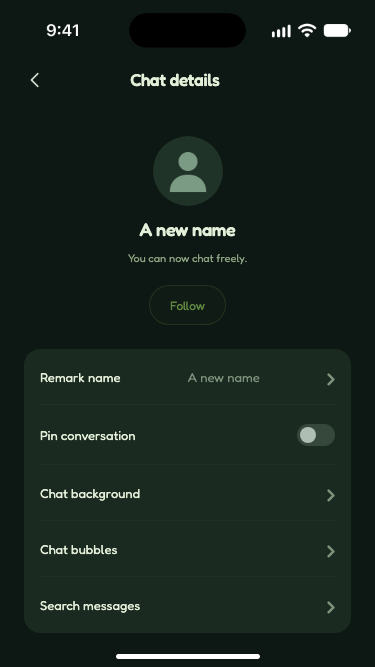 9:41
Chat details
A new name
You can now chat freely.
Follow
Remark name A new name
Pin conversation
Chat background
Chat bubbles
Search messages